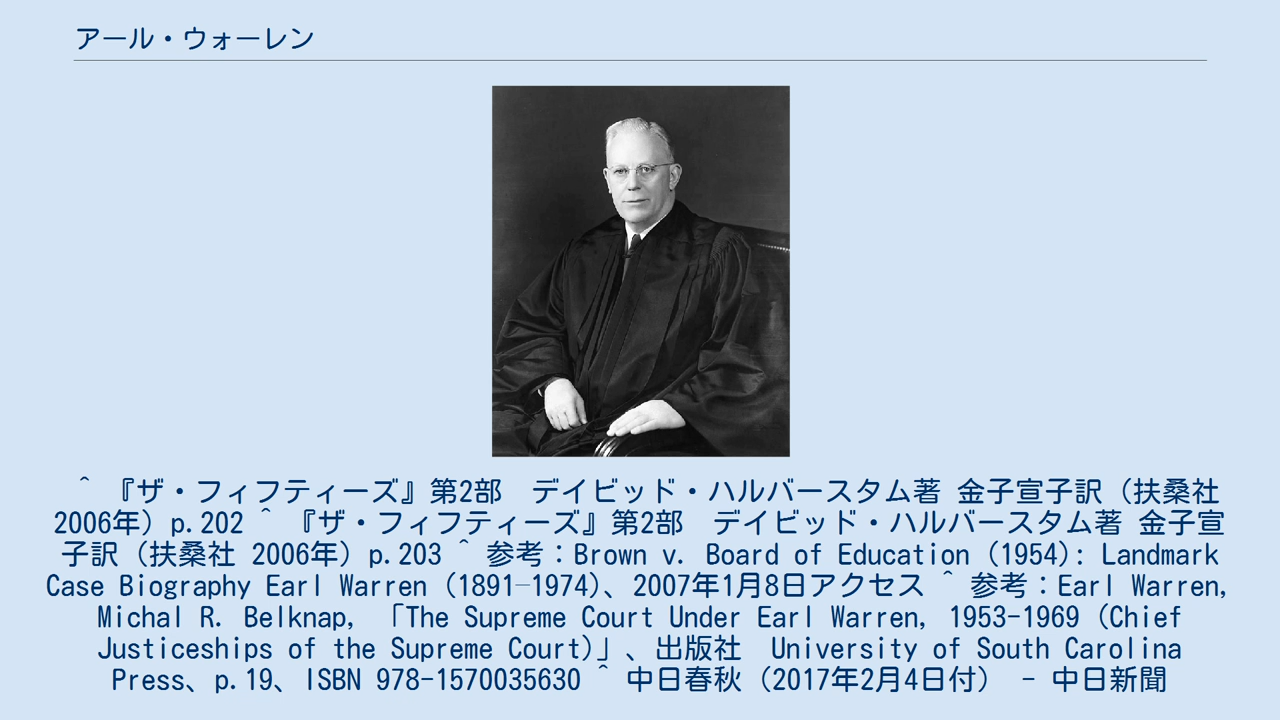 アール・ウォーレン
^ 『ザ・フィフティーズ』第2部　デイビッド・ハルバースタム著 金子宣子訳（扶桑社
2006年）p.202 ^ 『ザ・フィフティーズ』第2部　デイビッド・ハルバースタム著 金子宣
子訳（扶桑社 2006年）p.203 ^ 参考：Brown v. Board of Education (1954): Landmark
Case Biography Earl Warren (1891–1974)、2007年1月8日アクセス ^ 参考：Earl Warren,
Michal R. Belknap, 「The Supreme Court Under Earl Warren, 1953-1969 (Chief
Justiceships of the Supreme Court)」、出版社　University of South Carolina
Press、p.19、ISBN 978-1570035630 ^ 中日春秋（2017年2月4日付） - 中日新聞